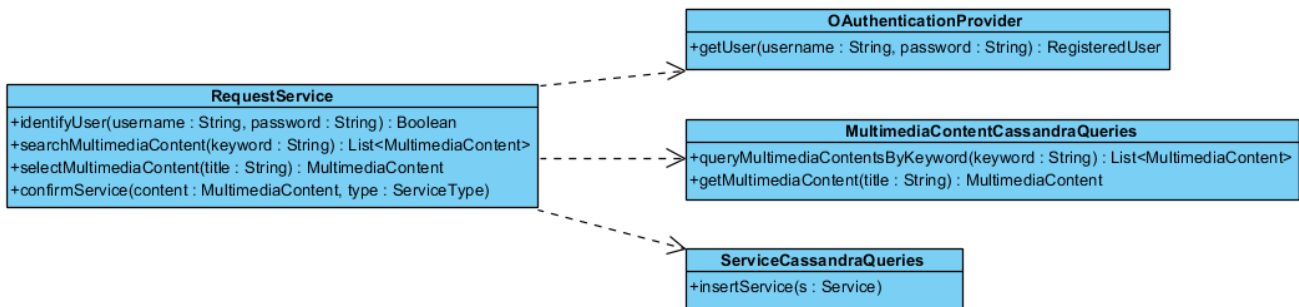 OAuthenticationProvider
+getUser(username : String, password : String) : RegisteredUser
RequestService
+identifyUser(username : String, password : String) : Boolean
+searchMultimediaContent(keyword : String) : List<MultimediaContent>
+selectMultimediaContent(title : String) : MultimediaContent
+confirmService(content : MultimediaContent, type : ServiceType)
MultimediaContentCassandraQueries
+queryMultimediaContentsByKeyword(keyword : String) : List<MultimediaContent>
+getMultimediaContent(title : String) : MultimediaContent
ServiceCassandraQueries
+insertService(s : Service)